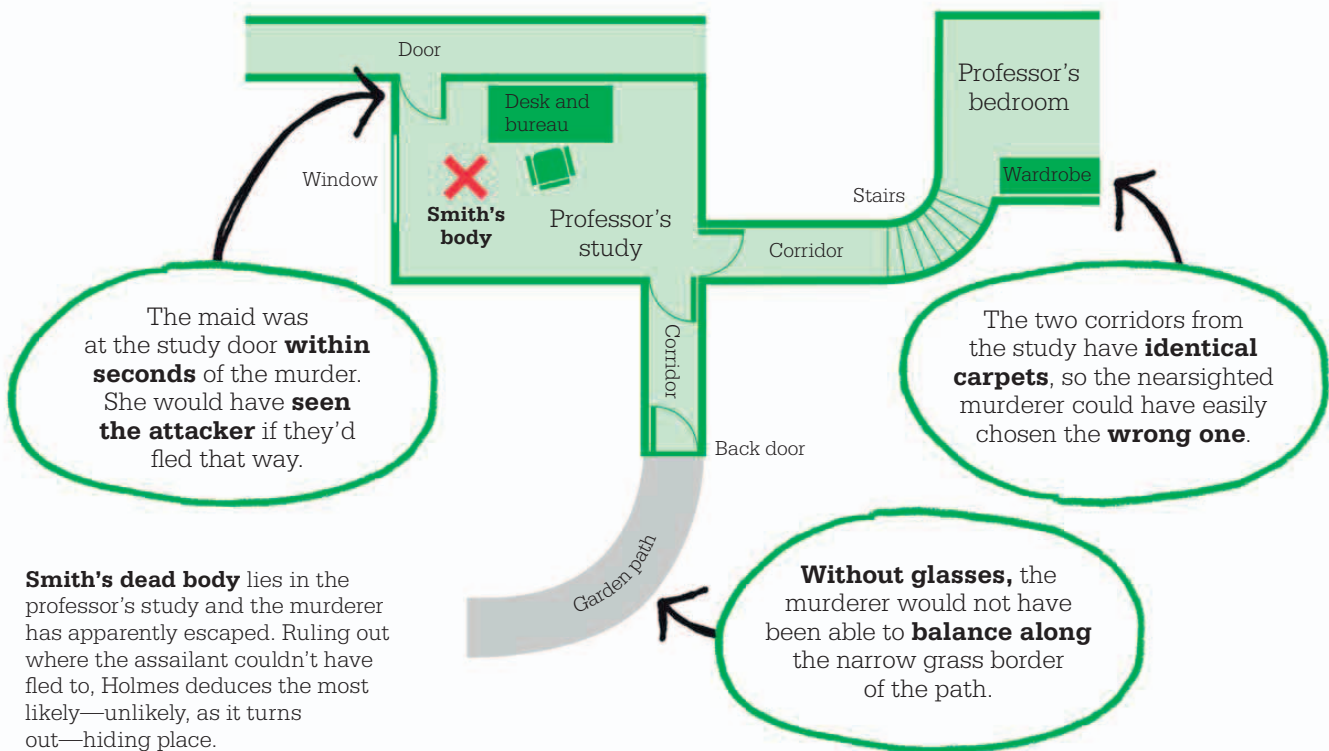 Door
Desk and
bureau
Window
Smith's
body
Professor's
study
Corridor
Stairs
Professor's
bedroom
Wardrobe
Corridor
Back door
Garden path
The maid was
at the study door within
seconds of the murder.
She would have seen
the attacker if they'd
fled that way.
The two corridors from
the study have identical
carpets, so the nearsighted
murderer could have easily
chosen the wrong one.
Without glasses, the
murderer would not have
been able to balance along
the narrow grass border
of the path.
Smith's dead body lies in the
professor's study and the murderer
has apparently escaped. Ruling out
where the assailant couldn't have
fled to, Holmes deduces the most
likely—unlikely, as it turns
out—hiding place.